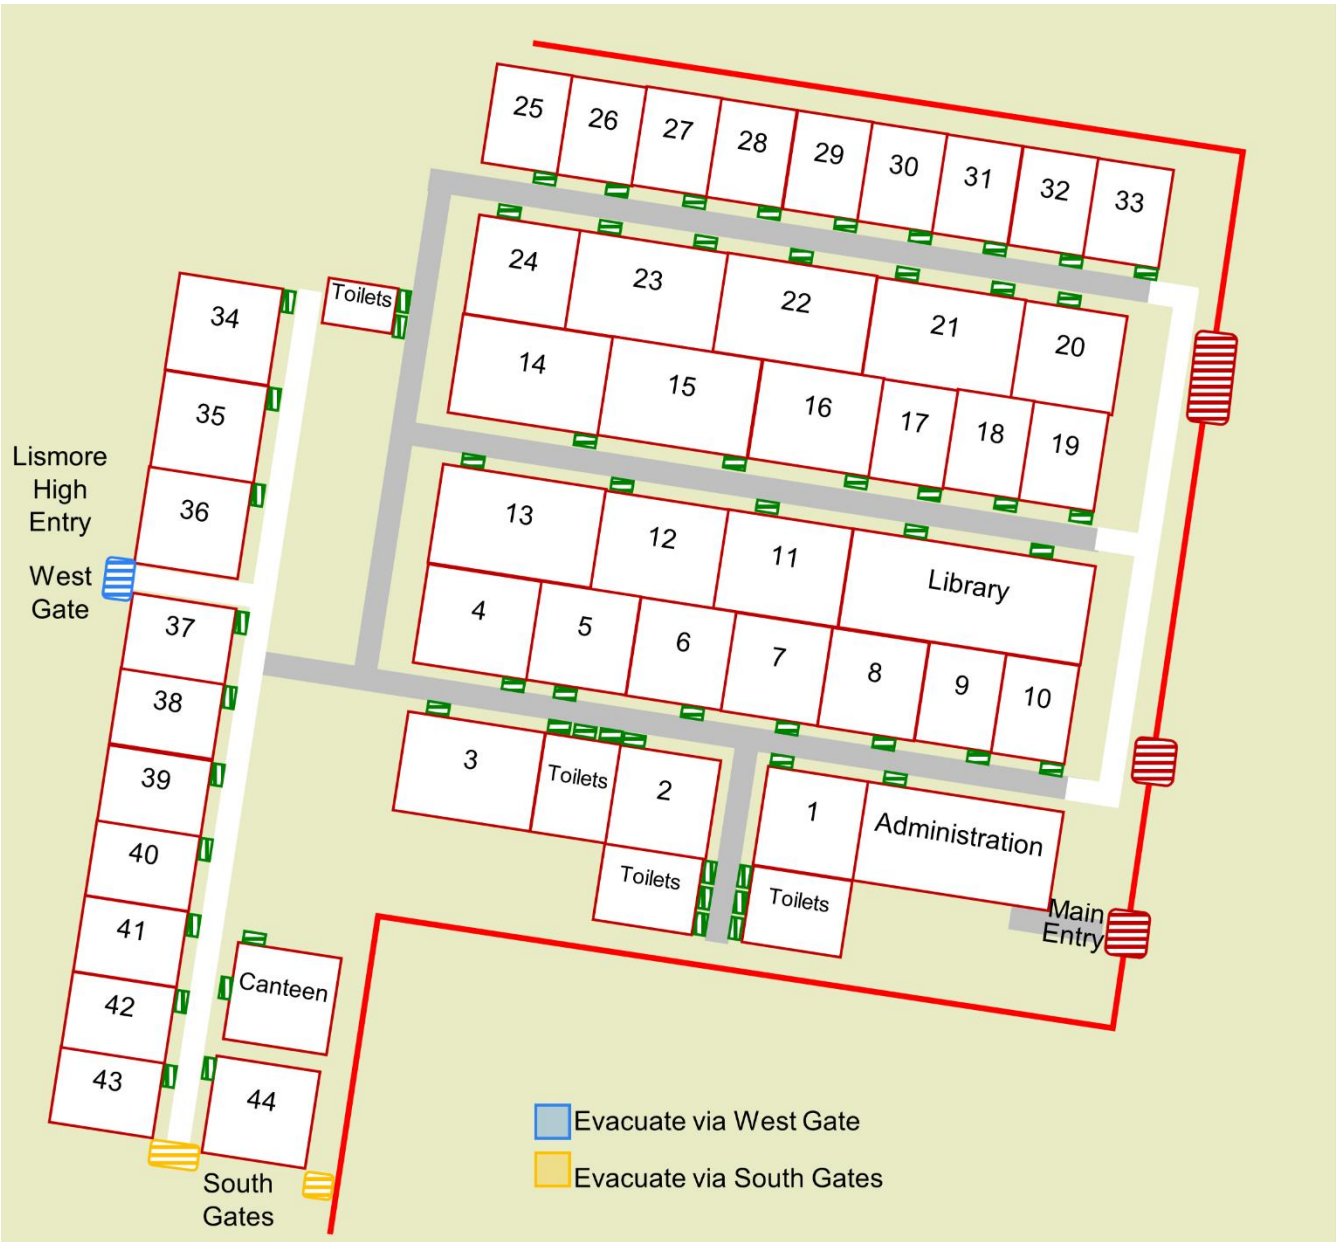 25
26
27
28
29
30
31
32
33
24
23
22
21
20
Toilets
34
14
15
16
17
18
19
35
Lismore
High
Entry
36
13
12
11
Library
West
Gate
37
4
5
6
7
8
9
10
38
3
Toilets
2
1
Administration
39
40
Toilets
Toilets
Main
Entry
41
Canteen
42
43
44
Evacuate via West Gate
Evacuate via South Gates
South
Gates